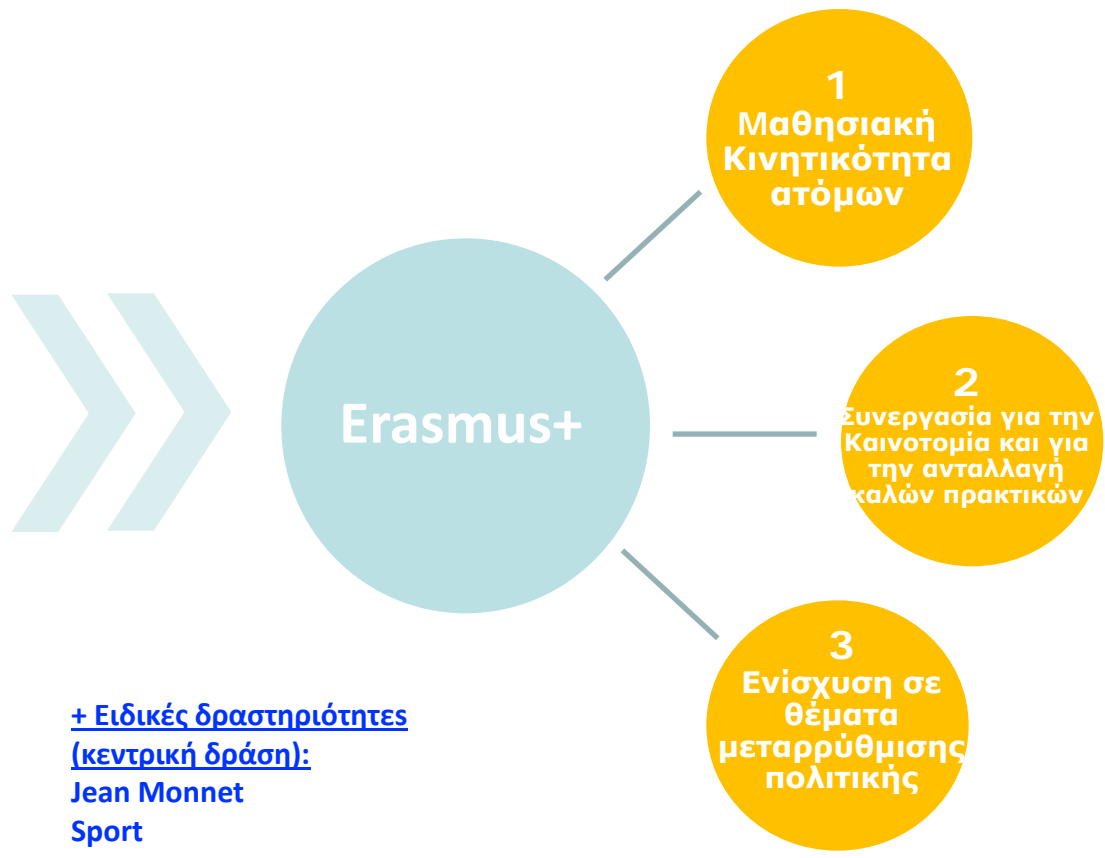 1
Μαθησιακή
Κινητικότητα
ατόμων
Erasmus+
2
Συνεργασία για την
Καινοτομία και για
την ανταλλαγή
καλών πρακτικών
3
Ενίσχυση σε
θέματα
μεταρρύθμισης
πολιτικής
+ Ειδικές δραστηριότητεs
(κεντρική δράση):
Jean Monnet
Sport